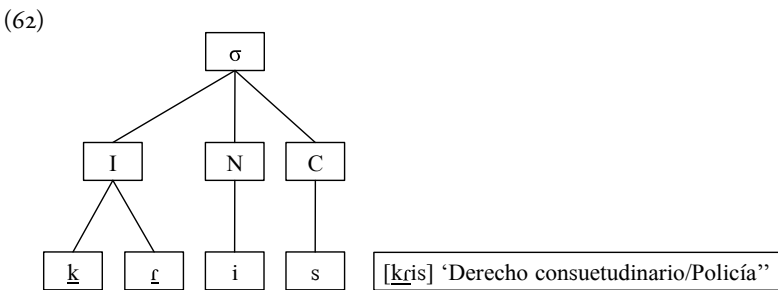 (62)
σ
I N C
k ɾ i s [kɾis] ‘Derecho consuetudinario/Policía’’